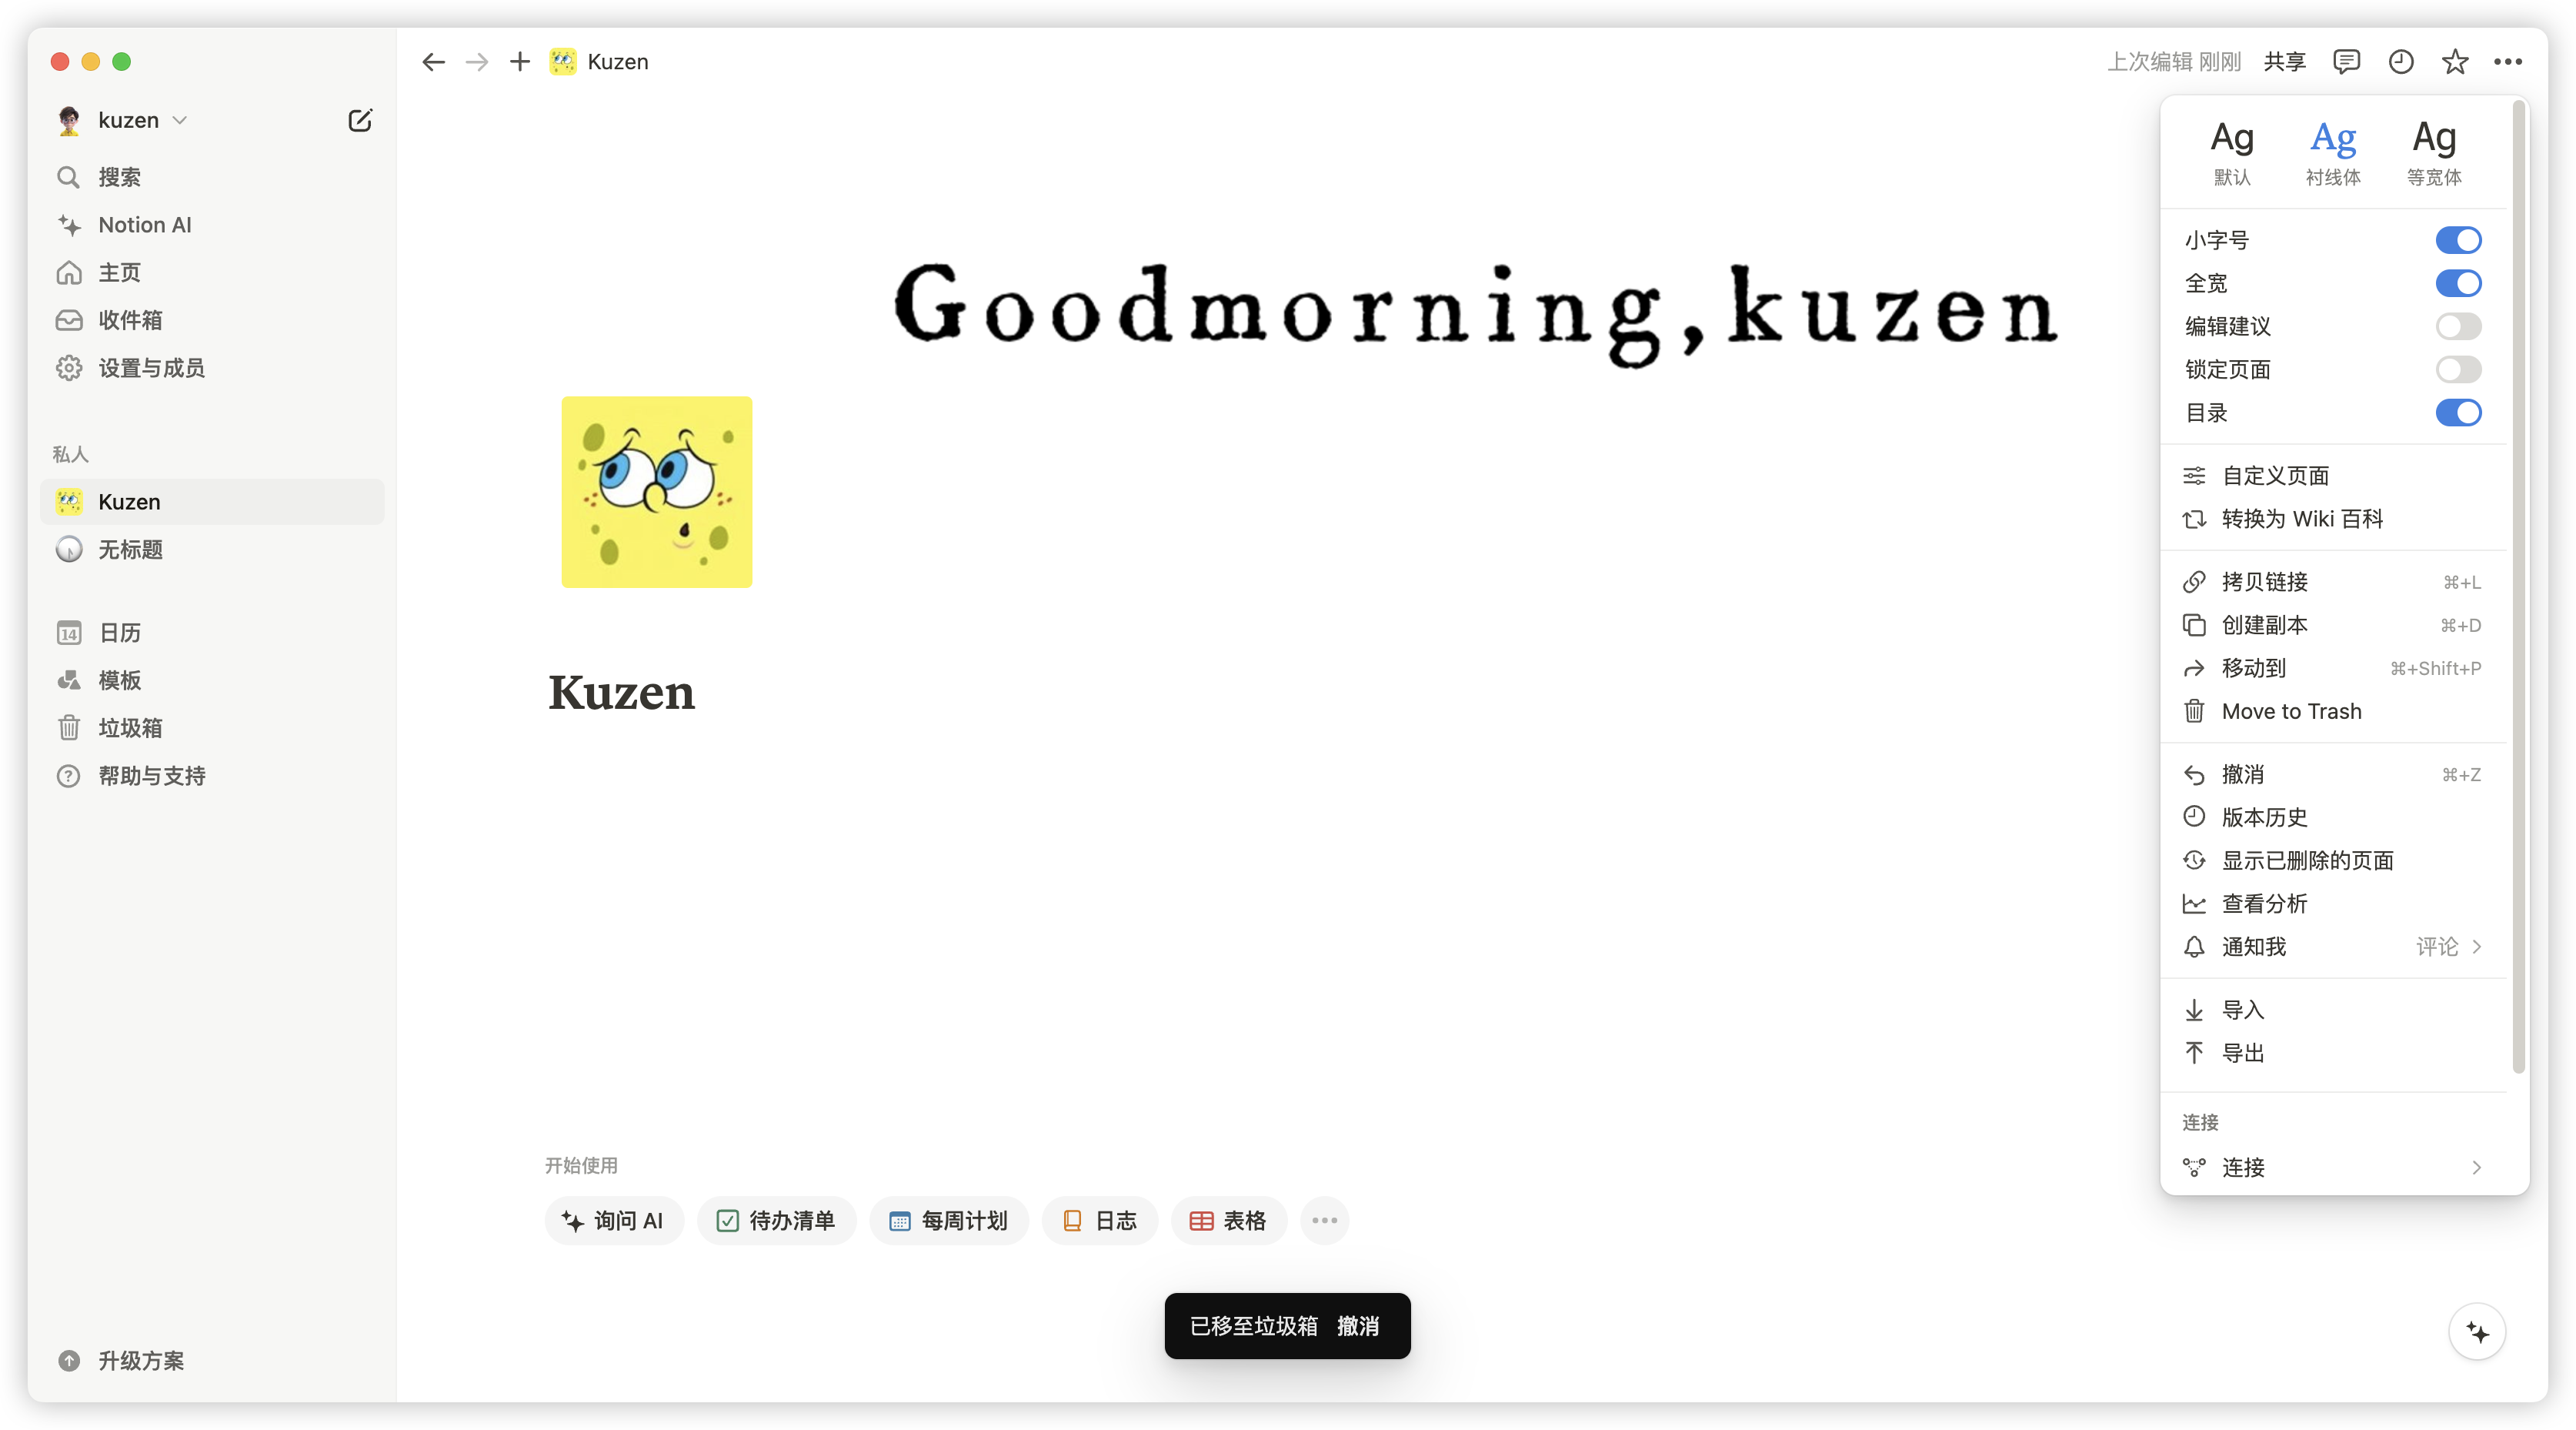 Kuzen
上次编辑 刚刚 共享
kuzen
搜索
Notion AI
主页
收件箱
设置与成员
私人
Kuzen
无标题
14 日历
模板
垃圾箱
帮助与支持
升级方案
Goodmorning,kuzen
Kuzen
开始使用
询问 AI 待办清单 每周计划 日志 表格
已移至垃圾箱 撤消
Ag Ag Ag
默认 衬线体 等宽体
小字号
全宽
编辑建议
锁定页面
目录
自定义页面
转换为 Wiki 百科
拷贝链接 ⌘+L
创建副本 ⌘+D
移动到 ⌘+Shift+P
Move to Trash
撤消 ⌘+Z
版本历史
显示已删除的页面
查看分析
通知我 评论
导入
导出
连接
连接